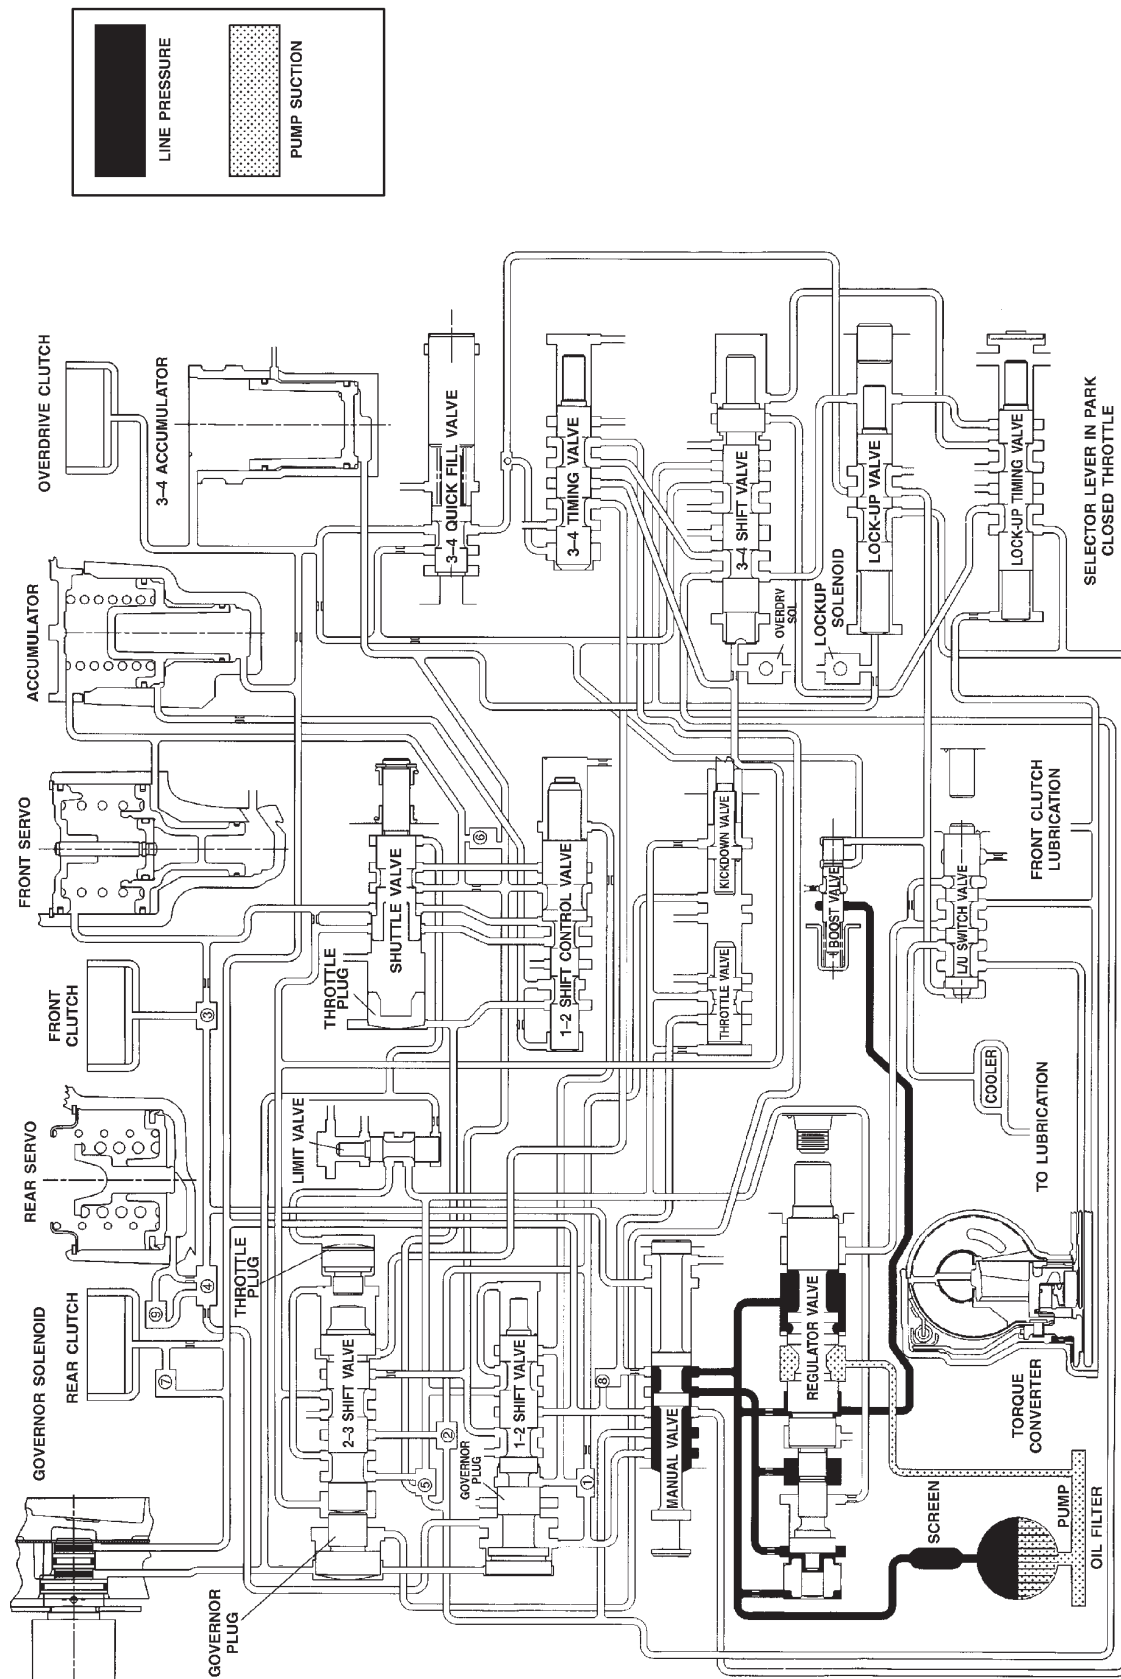 LINE PRESSURE
PUMP SUCTION
OVERDRIVE CLUTCH
3–4 ACCUMULATOR
3–4 QUICK FILL VALVE
3–4 TIMING VALVE
3–4 SHIFT VALVE
LOCK-UP VALVE
LOCK-UP TIMING VALVE
SELECTOR LEVER IN PARK
CLOSED THROTTLE
OVERDRV
SOL
LOCKUP
SOLENOID
ACCUMULATOR
FRONT SERVO
SHUTTLE VALVE
THROTTLE
PLUG
6
1–2 SHIFT CONTROL VALVE
KICKDOWN VALVE
THROTTLE VALVE
BOOST VALVE
L/U SWITCH VALVE
FRONT CLUTCH
LUBRICATION
FRONT
CLUTCH
3
COOLER
TO LUBRICATION
REAR SERVO
LIMIT VALVE
9
4
THROTTLE
PLUG
REAR CLUTCH
7
GOVERNOR SOLENOID
2–3 SHIFT VALVE
2
5
GOVERNOR
PLUG
1–2 SHIFT VALVE
GOVERNOR
PLUG
8
1
MANUAL VALVE
REGULATOR VALVE
TORQUE
CONVERTER
SCREEN
PUMP
OIL FILTER